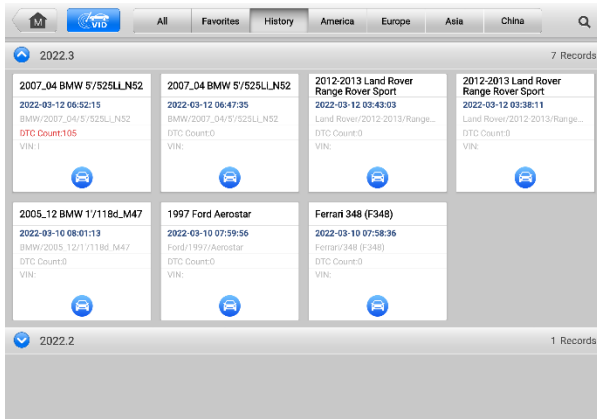 M
VID
All
Favorites
History
America
Europe
Asia
China
2022.3
7 Records
2007_04 BMW 5'/525Li_N52
2022-03-12 06:52:15
BMW/2007_04/5'/525Li_N52
DTC Count:105
VIN: l
2007_04 BMW 5'/525Li_N52
2022-03-12 06:47:35
BMW/2007_04/5'/525Li_N52
DTC Count:0
VIN:
2012-2013 Land Rover
Range Rover Sport
2022-03-12 03:43:03
Land Rover/2012-2013/Range...
DTC Count:0
VIN:
2012-2013 Land Rover
Range Rover Sport
2022-03-12 03:38:11
Land Rover/2012-2013/Range...
DTC Count:0
VIN:
2005_12 BMW 1'/118d_M47
2022-03-10 08:01:13
BMW/2005_12/1'/118d_M47
DTC Count:0
VIN:
1997 Ford Aerostar
2022-03-10 07:59:56
Ford/1997/Aerostar
DTC Count:0
VIN:
Ferrari 348 (F348)
2022-03-10 07:58:36
Ferrari/348 (F348)
DTC Count:0
VIN:
2022.2
1 Records